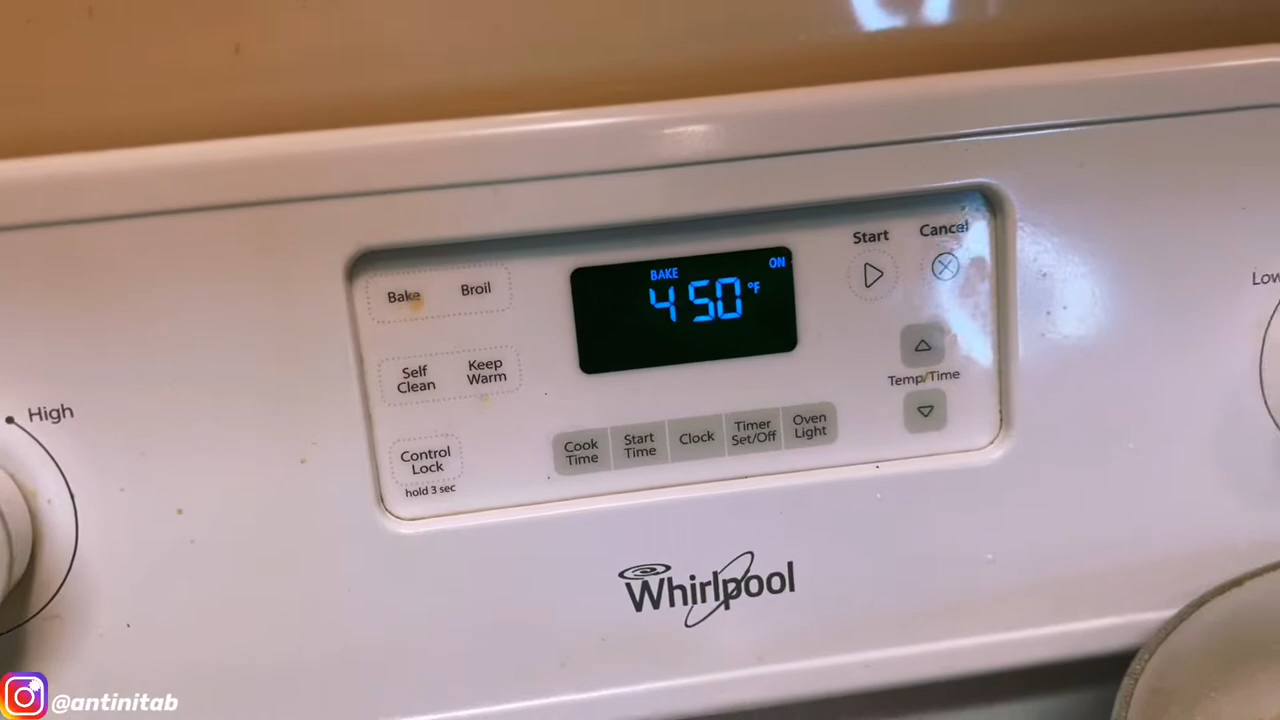 High
Bake
Broil
Self
Clean
Keep
Warm
Control
Lock
hold 3 sec
BAKE
ON
450°F
Cook
Time
Start
Time
Clock
Timer
Set/Off
Oven
Light
Start
Cancel
Temp/Time
Low
Whirlpool
@antinitab